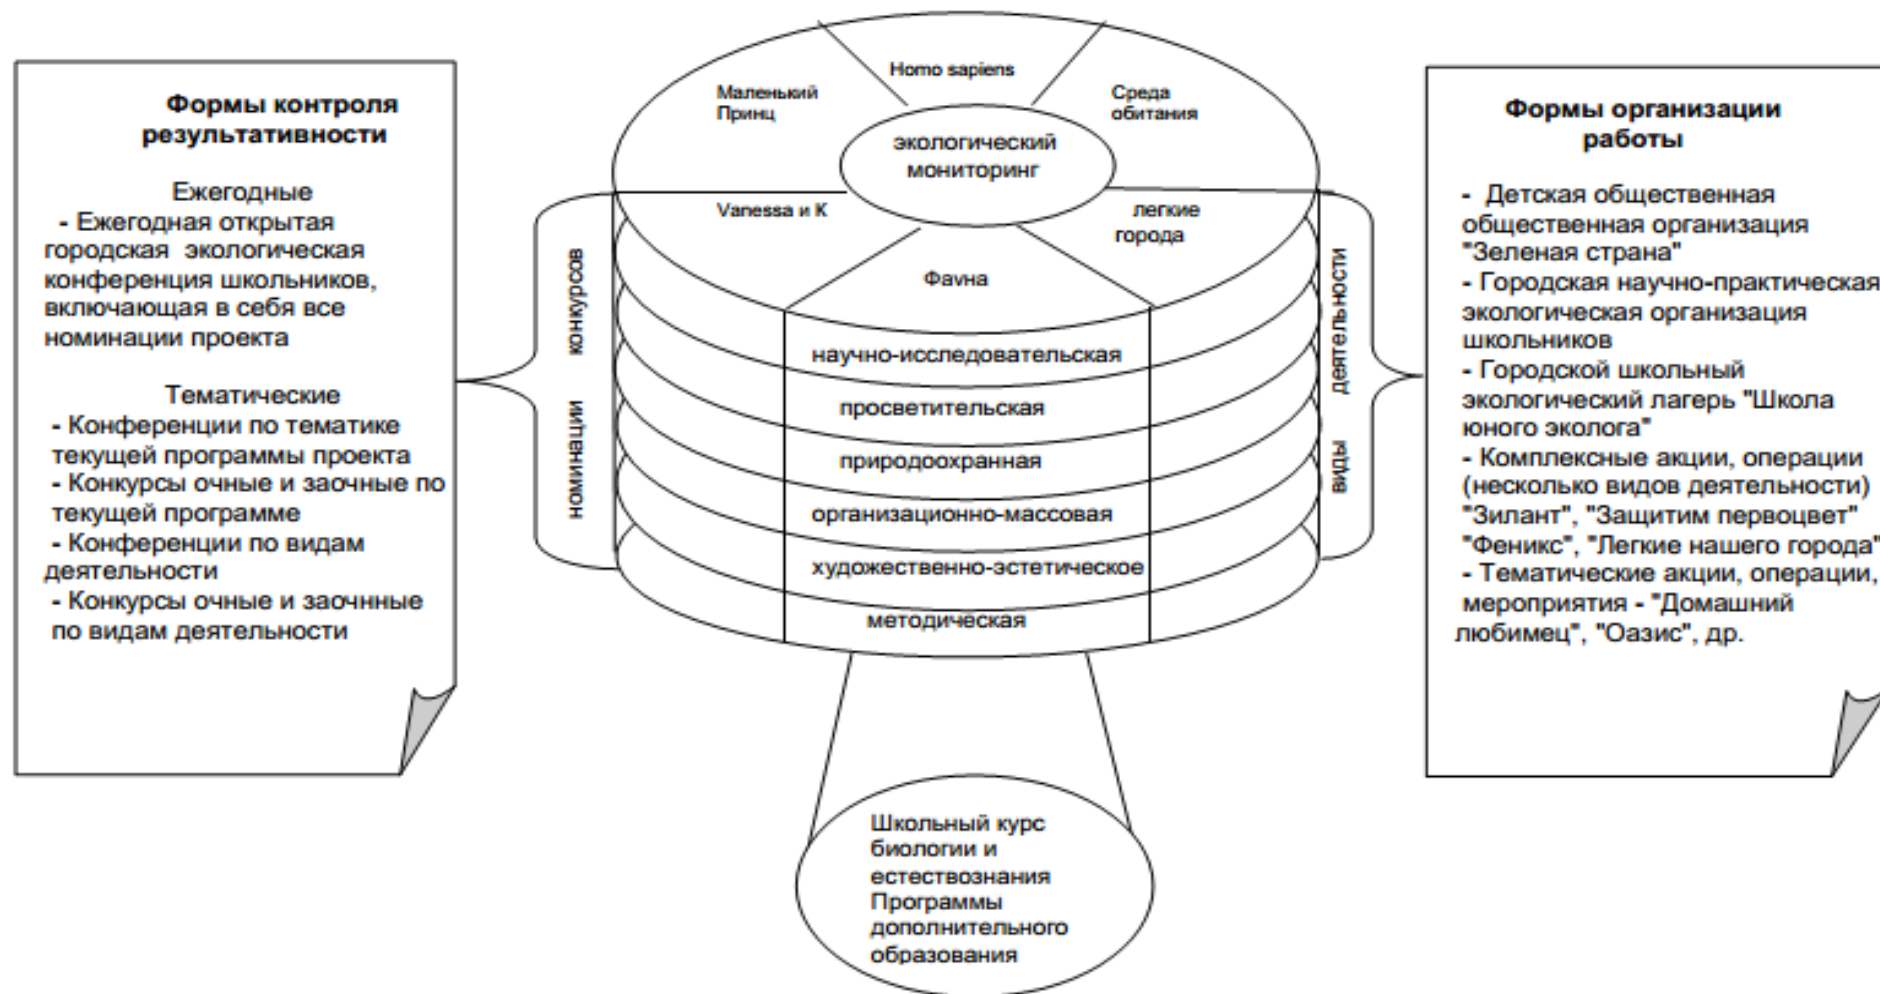 Формы контроля
результативности
Ежегодные
- Ежегодная открытая
городская экологическая
конференция школьников,
включающая в себя все
номинации проекта
Тематические
- Конференции по тематике
текущей программы проекта
- Конкурсы очные и заочные по
текущей программе
- Конференции по видам
деятельности
- Конкурсы очные и заочнные
по видам деятельности
номинации конкурсов
Homo sapiens
Маленький
Принц
Среда
обитания
экологический
мониторинг
Vanessa и К
легкие
города
Фауна
научно-исследовательская
просветительская
природоохранная
организационно-массовая
художественно-эстетическое
методическая
виды деятельности
Школьный курс
биологии и
естествознания
Программы
дополнительного
образования
Формы организации
работы
- Детская общественная
общественная организация
"Зеленая страна"
- Городская научно-практическая
экологическая организация
школьников
- Городской школьный
экологический лагерь "Школа
юного эколога"
- Комплексные акции, операции
(несколько видов деятельности)
"Зилант", "Защитим первоцвет"
"Феникс", "Легкие нашего города"
- Тематические акции, операции,
мероприятия - "Домашний
любимец", "Оазис", др.